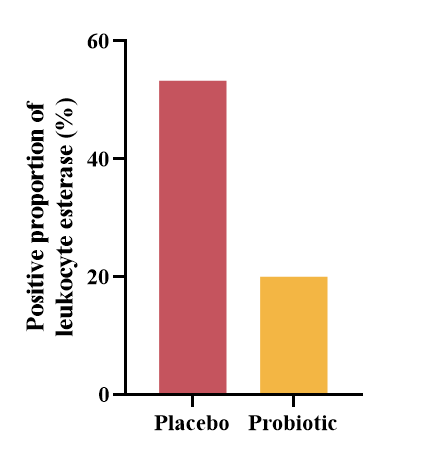 Positive proportion of
leukocyte esterase (%)
60
40
20
0
Placebo Probiotic